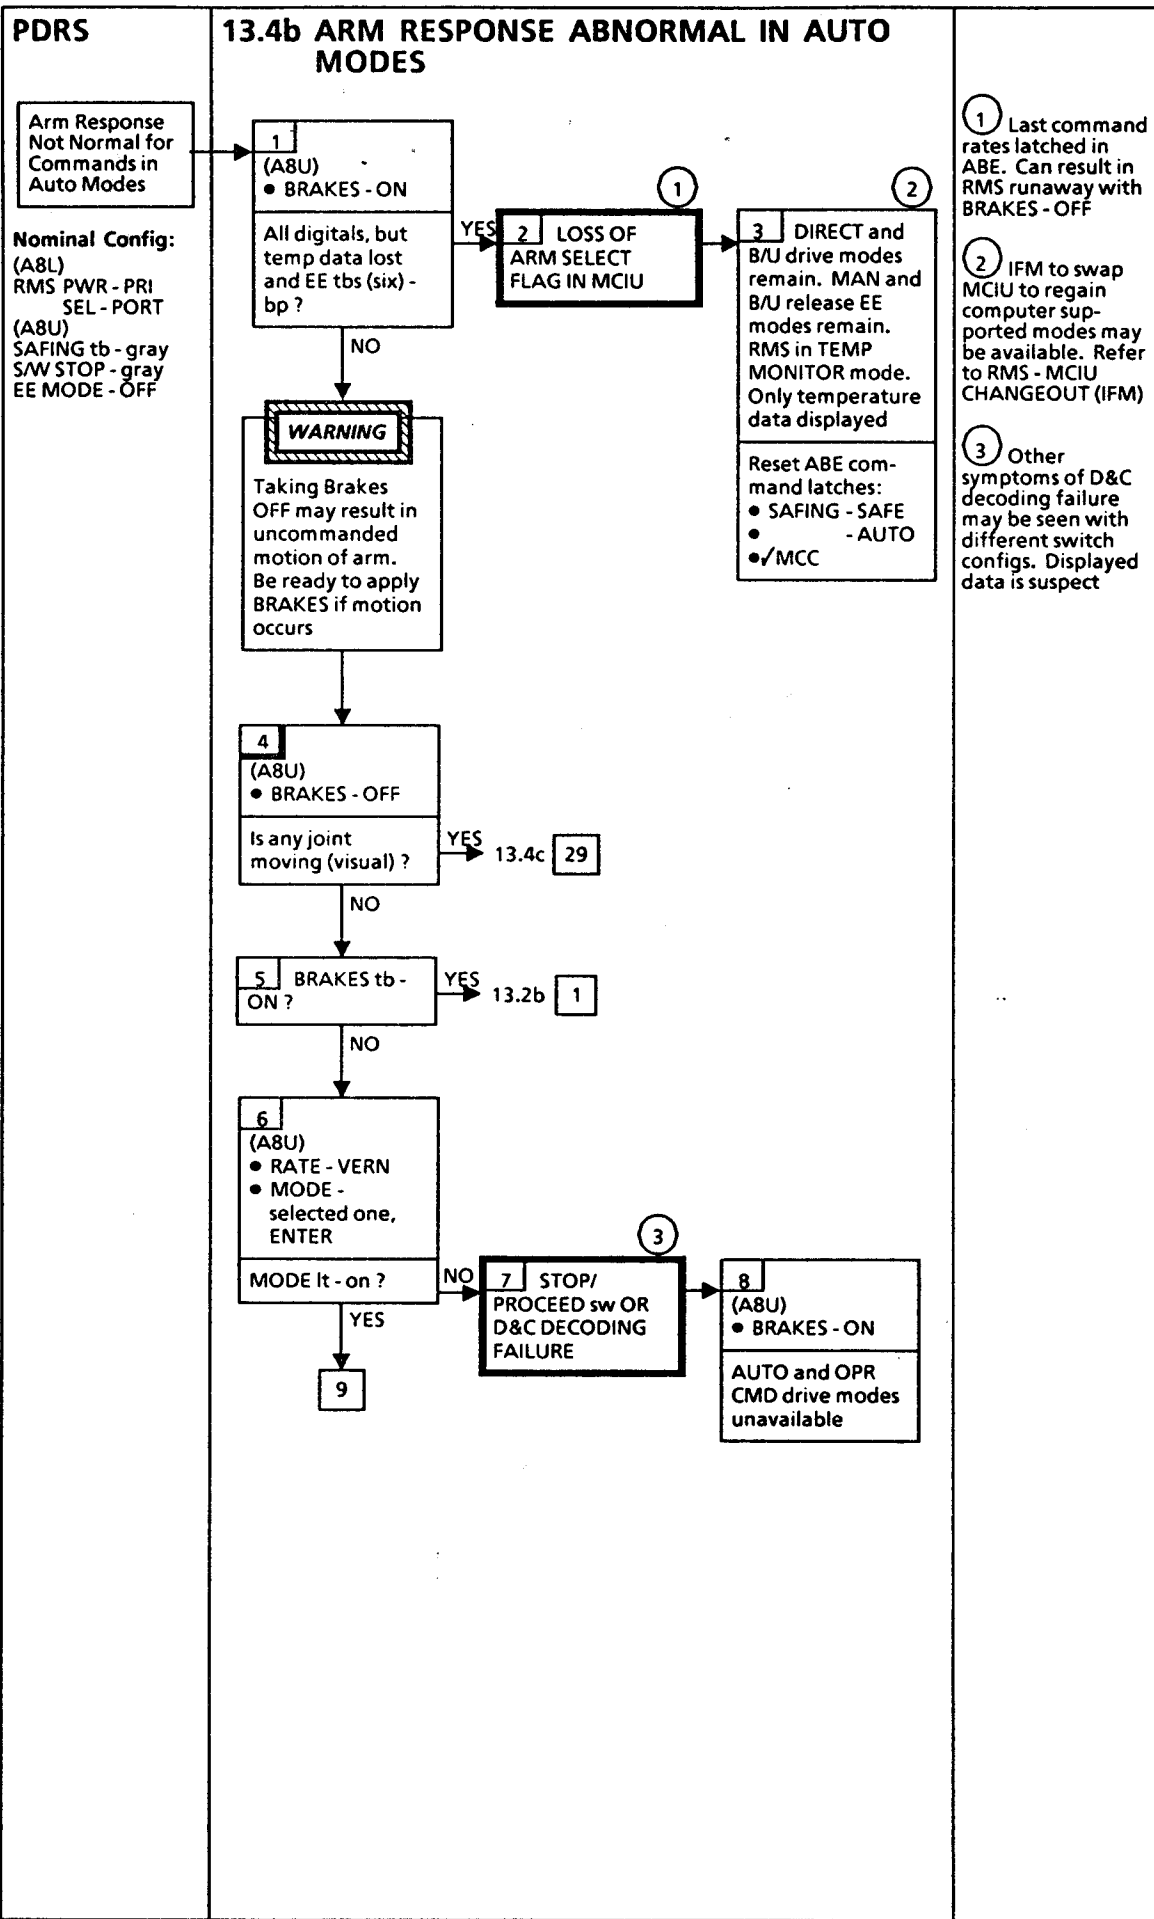 PDRS
13.4b ARM RESPONSE ABNORMAL IN AUTO
MODES
Arm Response
Not Normal for
Commands in
Auto Modes
Nominal Config:
(A8L)
RMS PWR - PRI
SEL - PORT
(A8U)
SAFING tb - gray
S/W STOP - gray
EE MODE - OFF
1
(A8U)
• BRAKES - ON
All digitals, but
temp data lost
and EE tbs (six) -
bp ?
YES
NO
1
2 LOSS OF
ARM SELECT
FLAG IN MCIU
2
3 DIRECT and
B/U drive modes
remain. MAN and
B/U release EE
modes remain.
RMS in TEMP
MONITOR mode.
Only temperature
data displayed
Reset ABE com-
mand latches:
• SAFING - SAFE
• - AUTO
•√MCC
WARNING
Taking Brakes
OFF may result in
uncommanded
motion of arm.
Be ready to apply
BRAKES if motion
occurs
4
(A8U)
• BRAKES - OFF
Is any joint
moving (visual) ?
YES
13.4c 29
NO
5 BRAKES tb -
ON ?
YES
13.2b 1
NO
6
(A8U)
• RATE - VERN
• MODE -
selected one,
ENTER
MODE lt - on ?
NO
YES
9
3
7 STOP/
PROCEED sw OR
D&C DECODING
FAILURE
8
(A8U)
• BRAKES - ON
AUTO and OPR
CMD drive modes
unavailable
1 Last command
rates latched in
ABE. Can result in
RMS runaway with
BRAKES - OFF
2 IFM to swap
MCIU to regain
computer sup-
ported modes may
be available. Refer
to RMS - MCIU
CHANGEOUT (IFM)
3 Other
symptoms of D&C
decoding failure
may be seen with
different switch
configs. Displayed
data is suspect